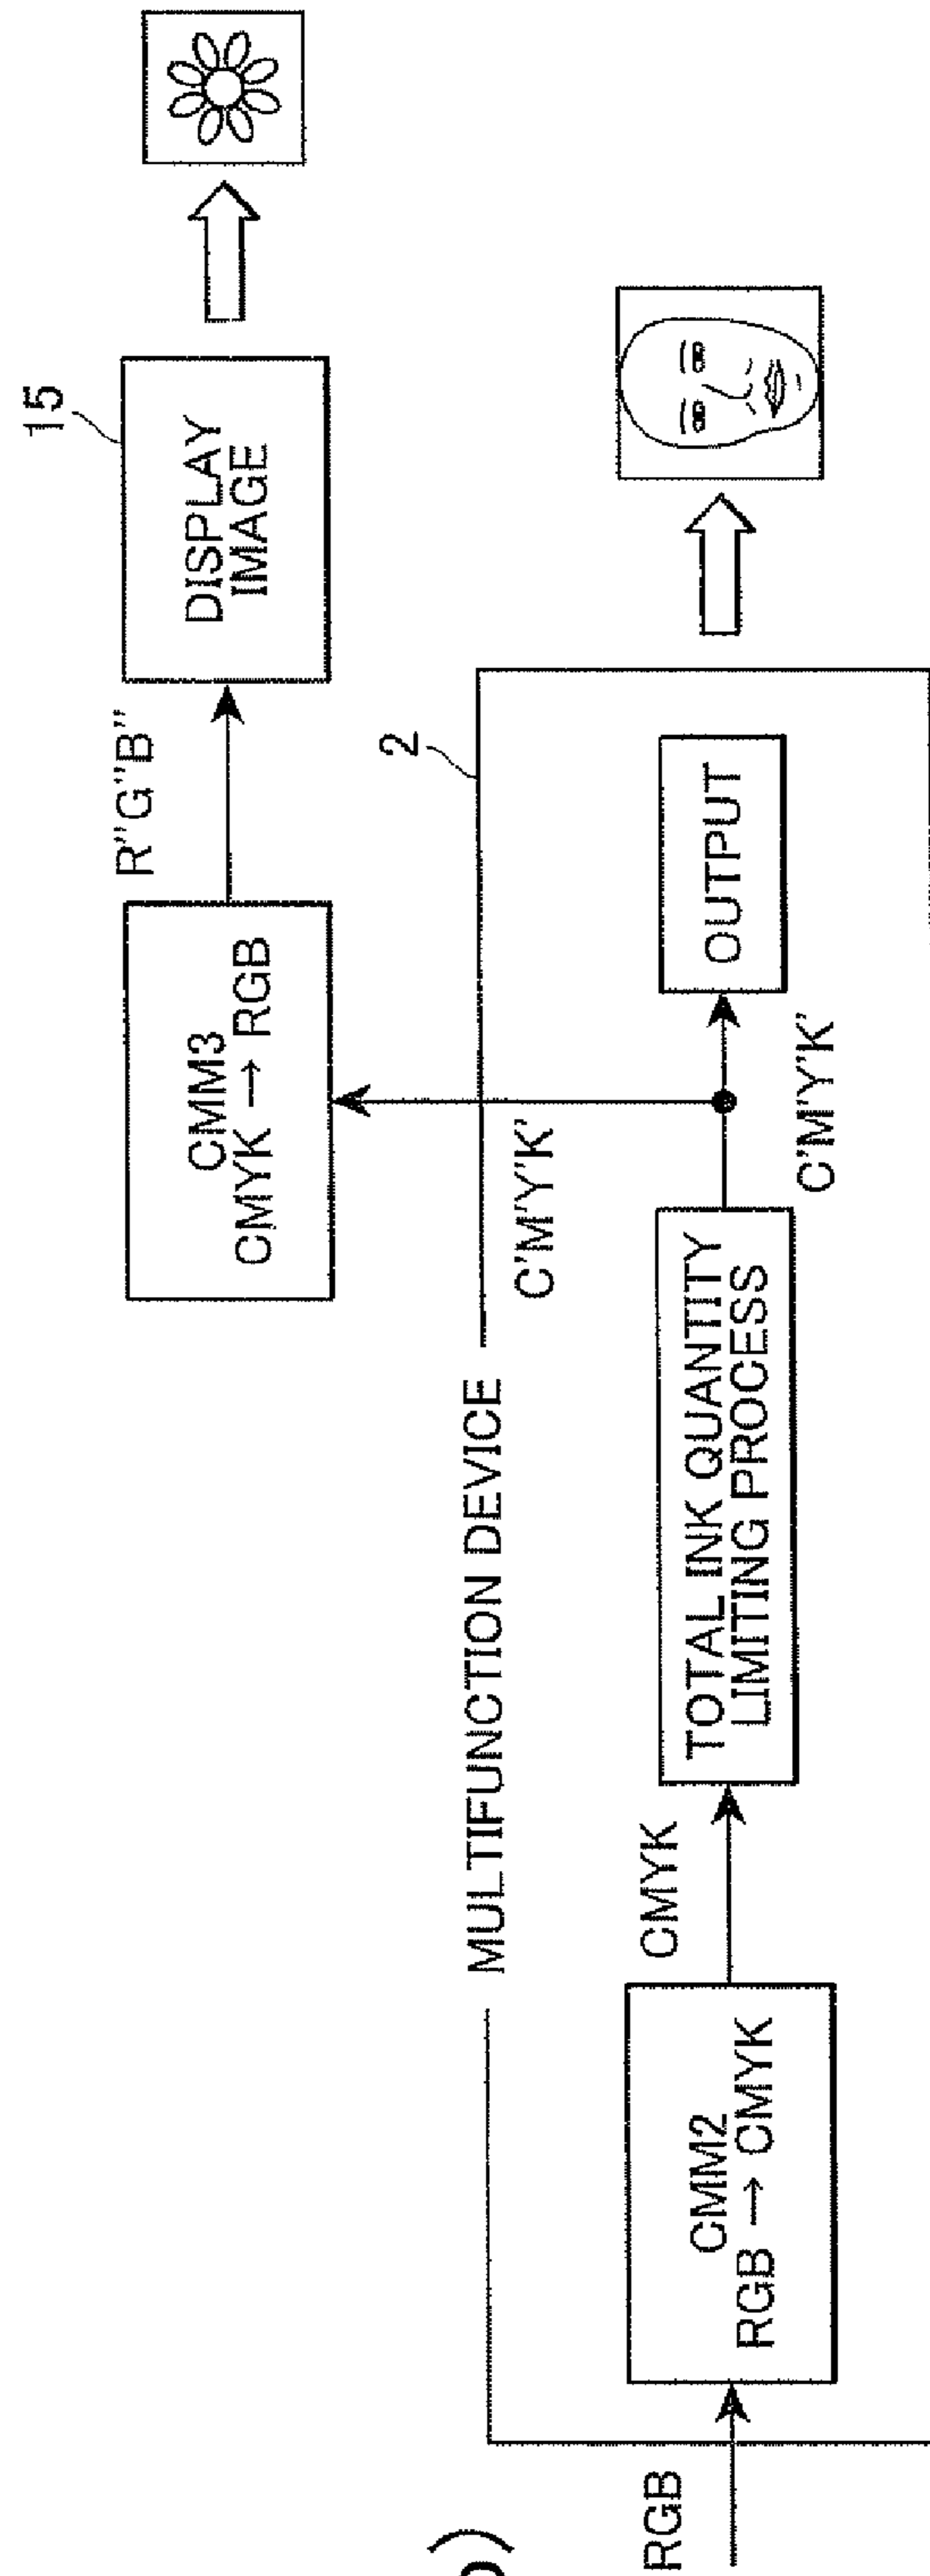 15
DISPLAY
IMAGE
R"G"B"
CMM3
CMYK → RGB
2
MULTIFUNCTION DEVICE
C'M'Y'K'
RGB
CMM2
RGB → CMYK
CMYK
TOTAL INK QUANTITY
LIMITING PROCESS
C'M'Y'K'
OUTPUT